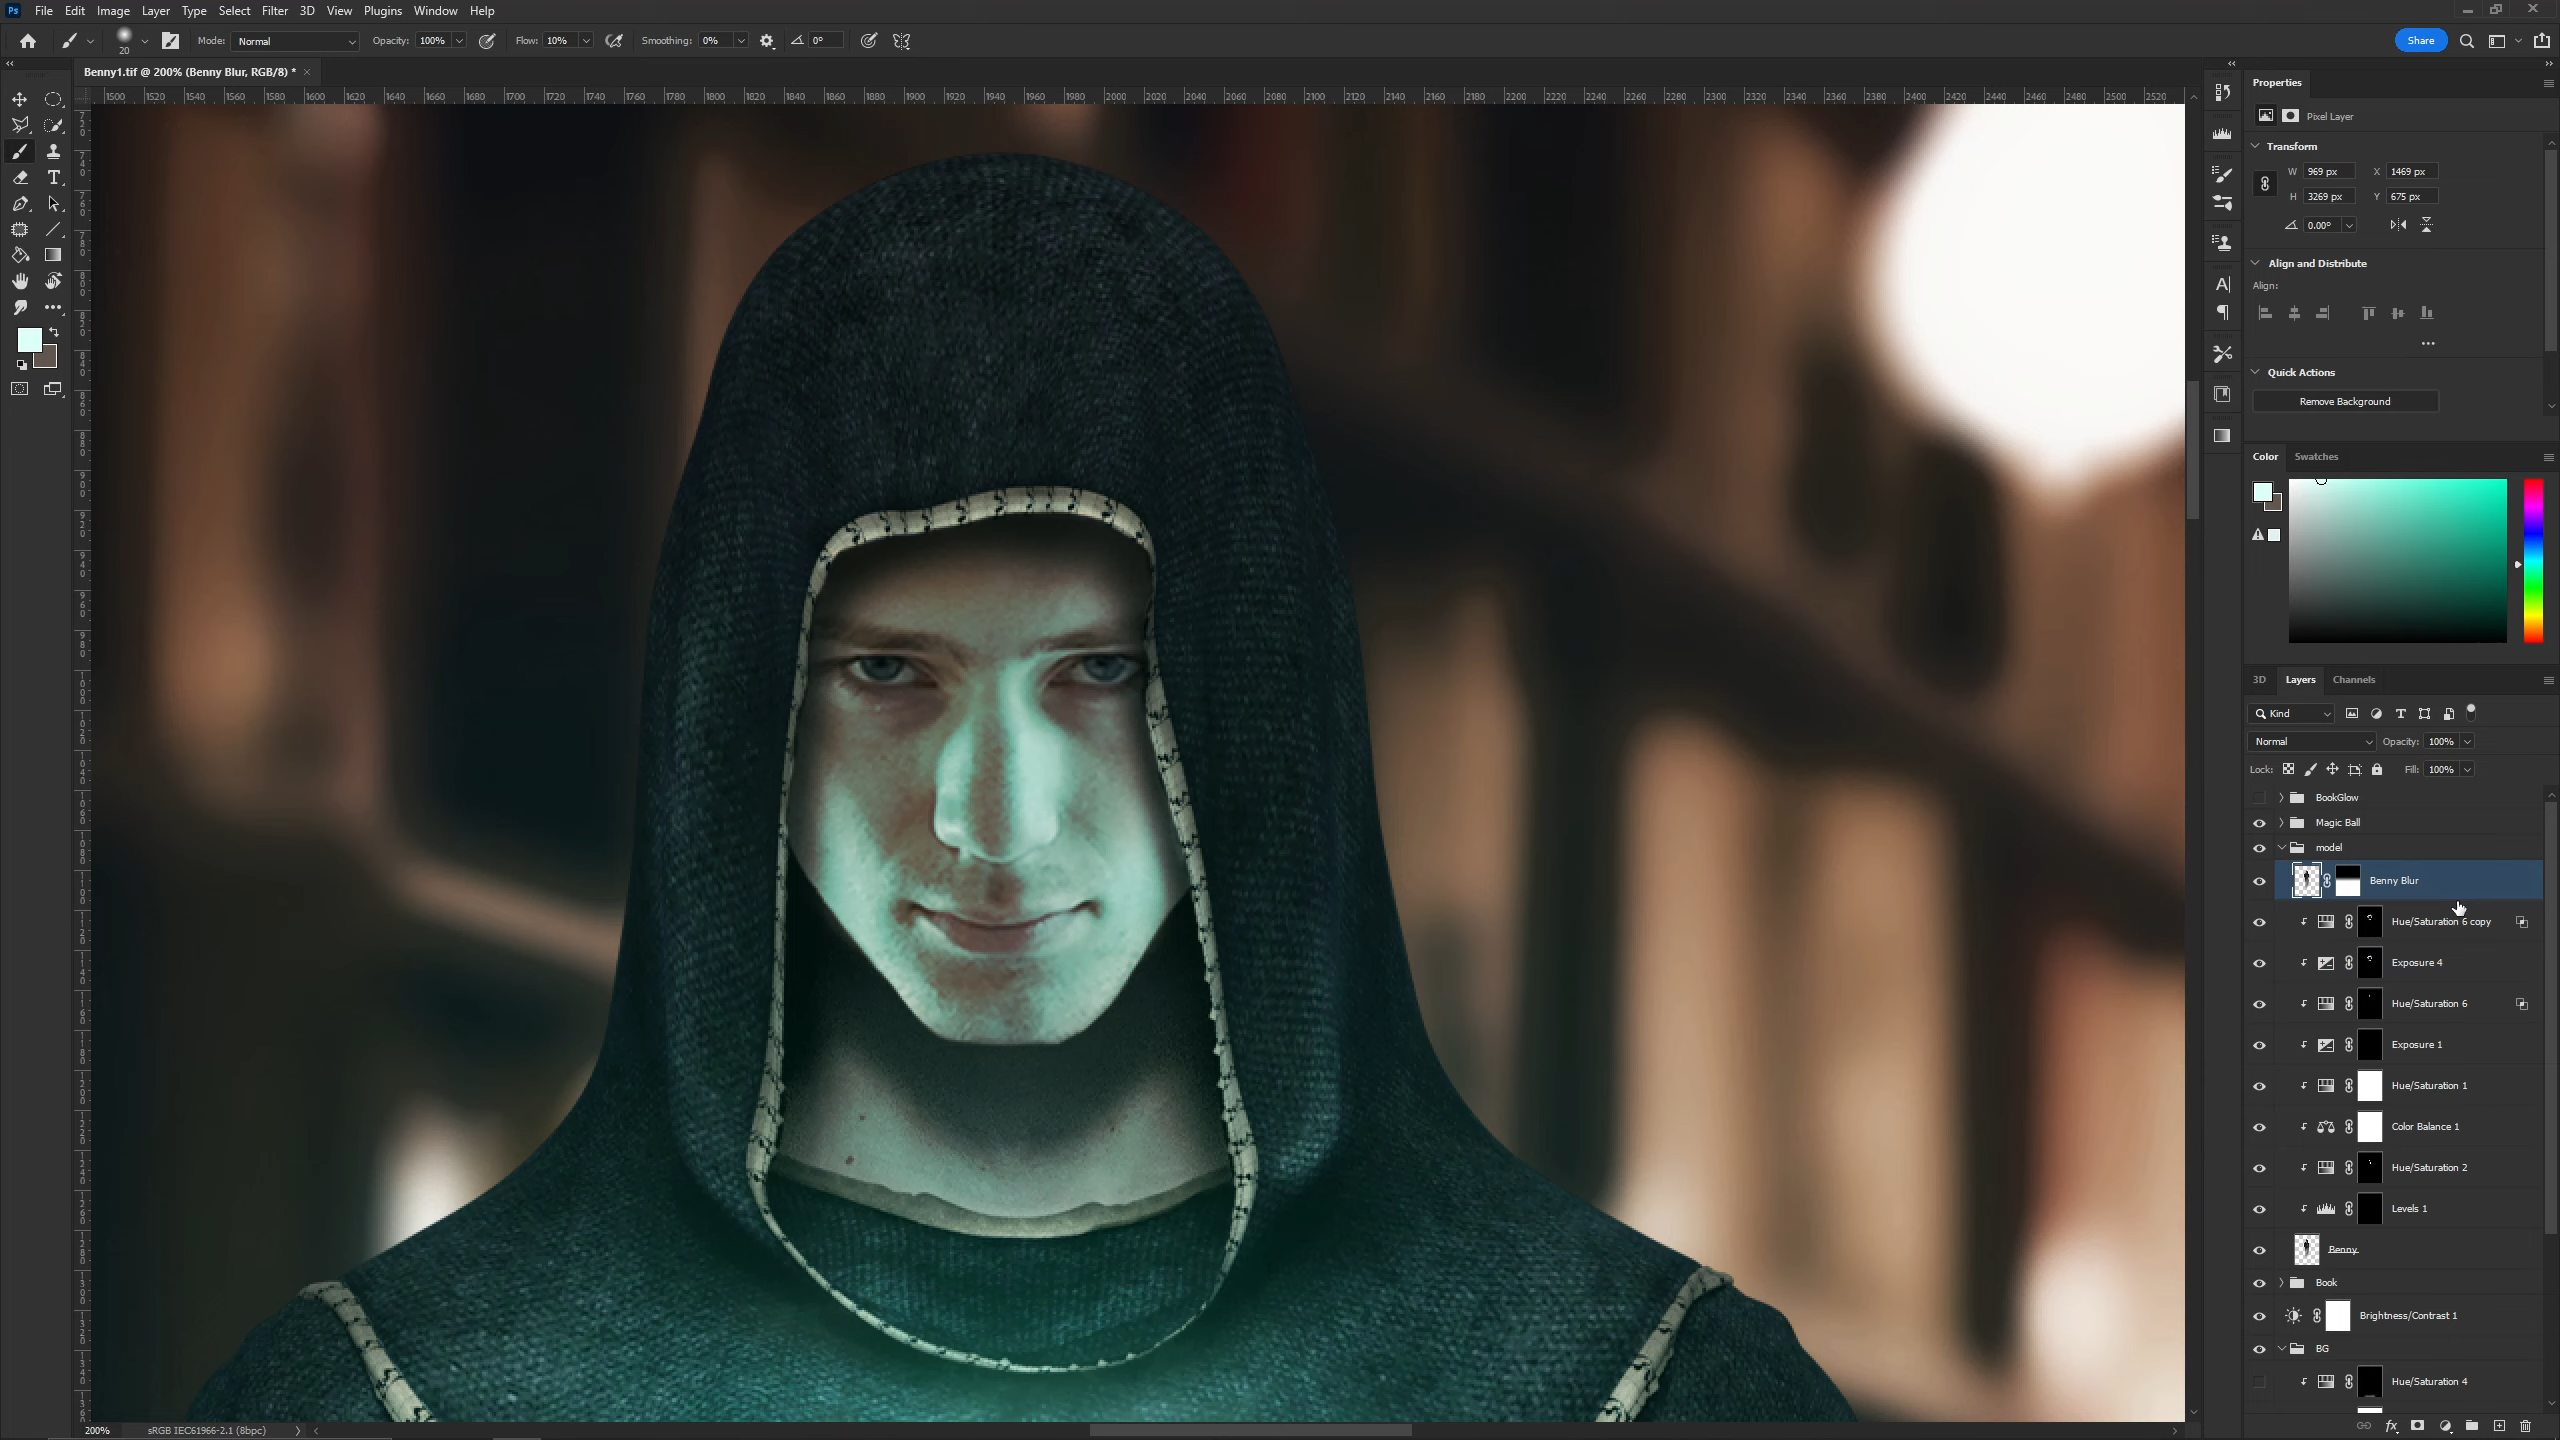 Ps File Edit Image Layer Type Select Filter 3D View Plugins Window Help
20 Mode: Normal Opacity: 100% Flow: 10% Smoothing: 0% 0° Share
Benny1.tif @ 200% (Benny Blur, RGB/8) * ×
1500 1520 1540 1560 1580 1600 1620 1640 1660 1680 1700 1720 1740 1760 1780 1800 1820 1840 1860 1880 1900 1920 1940 1960 1980 2000 2020 2040 2060 2080 2100 2120 2140 2160 2180 2200 2220 2240 2260 2280 2300 2320 2340 2360 2380 2400 2420 2440 2460 2480 2500 2520
Properties
Pixel Layer
Transform
W 969 px X 1469 px
H 3269 px Y 675 px
0.00°
Align and Distribute
Align:
Quick Actions
Remove Background
Color Swatches
3D Layers Channels
Kind
Normal Opacity: 100%
Lock: Fill: 100%
BookGlow
Magic Ball
model
Benny Blur
Hue/Saturation 6 copy
Exposure 4
Hue/Saturation 6
Exposure 1
Hue/Saturation 1
Color Balance 1
Hue/Saturation 2
Levels 1
Benny
Book
Brightness/Contrast 1
BG
Hue/Saturation 4
fx
200% sRGB IEC61966-2.1 (8bpc)